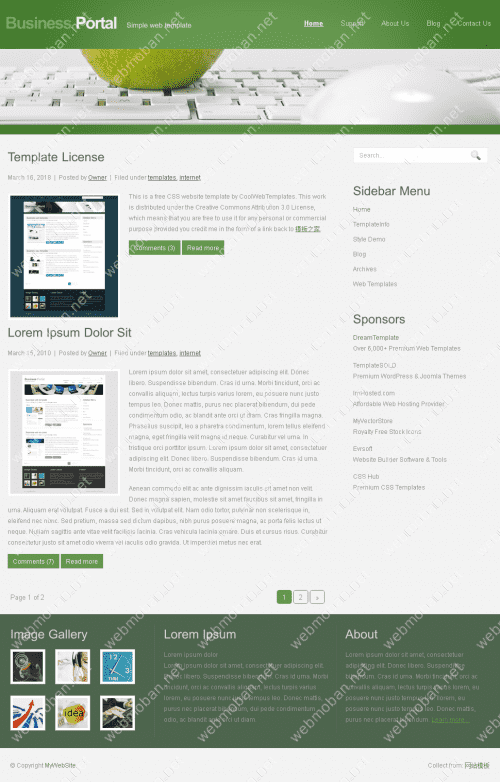 Business Portal Simple web template
Home Support About Us Blog Contact Us
Template License
March 16, 2010 | Posted by Owner | Filed under templates, internet
This is a free CSS website template by CoolWebTemplates. This work
is distributed under the Creative Commons Attribution 3.0 License,
which means that you are free to use it for any personal or commercial
purpose provided you credit me in the form of a link back to 模板之家.
Comments (3) Read more
Lorem Ipsum Dolor Sit
March 15, 2010 | Posted by Owner | Filed under templates, internet
Lorem ipsum dolor sit amet, consectetuer adipiscing elit. Donec
libero. Suspendisse bibendum. Cras id urna. Morbi tincidunt, orci ac
convallis aliquam, lectus turpis varius lorem, eu posuere nunc justo
tempus leo. Donec mattis, purus nec placerat bibendum, dui pede
condimentum odio, ac blandit ante orci ut diam. Cras fringilla magna.
Phasellus suscipit, leo a pharetra condimentum, lorem tellus eleifend
magna, eget fringilla velit magna id neque. Curabitur vel urna. In
tristique orci porttitor ipsum. Lorem ipsum dolor sit amet, consectetuer
adipiscing elit. Donec libero. Suspendisse bibendum. Cras id urna.
Morbi tincidunt, orci ac convallis aliquam.
Aenean commodo elit ac ante dignissim iaculis sit amet non velit.
Donec magna sapien, molestie sit amet faucibus sit amet, fringilla in
urna. Aliquam erat volutpat. Fusce a dui est. Sed in volutpat elit. Nam odio tortor, pulvinar non scelerisque in,
eleifend nec nunc. Sed pretium, massa sed dictum dapibus, nibh purus posuere magna, ac porta felis lectus ut
neque. Nullam sagittis ante vitae velit facilisis lacinia. Cras vehicula lacinia ornare. Duis et cursus risus. Curabitur
consectetur justo sit amet odio viverra vel iaculis odio gravida. Ut imperdiet metus nec erat.
Comments (7) Read more
Page 1 of 2 1 2 »
Search...
Sidebar Menu
Home
TemplateInfo
Style Demo
Blog
Archives
Web Templates
Sponsors
DreamTemplate
Over 6,000+ Premium Web Templates
TemplateSOLD
Premium WordPress & Joomla Themes
ImHosted.com
Affordable Web Hosting Provider
MyVectorStore
Royalty Free Stock Icons
Evrsoft
Website Builder Software & Tools
CSS Hub
Premium CSS Templates
Image Gallery
idea
Lorem Ipsum
Lorem ipsum dolor
Lorem ipsum dolor sit amet, consectetuer adipiscing elit.
Donec libero. Suspendisse bibendum. Cras id urna. Morbi
tincidunt, orci ac convallis aliquam, lectus turpis varius
lorem, eu posuere nunc justo tempus leo. Donec mattis,
purus nec placerat bibendum, dui pede condimentum
odio, ac blandit ante orci ut diam.
About
Lorem ipsum dolor sit amet, consectetuer
adipiscing elit. Donec libero. Suspendisse
bibendum. Cras id urna. Morbi tincidunt, orci ac
convallis aliquam, lectus turpis varius lorem, eu
posuere nunc justo tempus leo. Donec mattis,
purus nec placerat bibendum. Learn more...
© Copyright MyWebSite Collect from 网站模板
webmoban.net